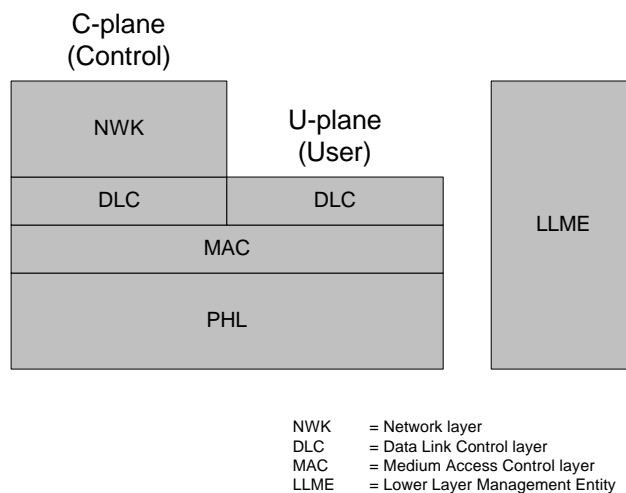 C-plane
(Control)
NWK
U-plane
(User)
DLC
DLC
LLME
MAC
PHL
NWK = Network layer
DLC = Data Link Control layer
MAC = Medium Access Control layer
LLME = Lower Layer Management Entity